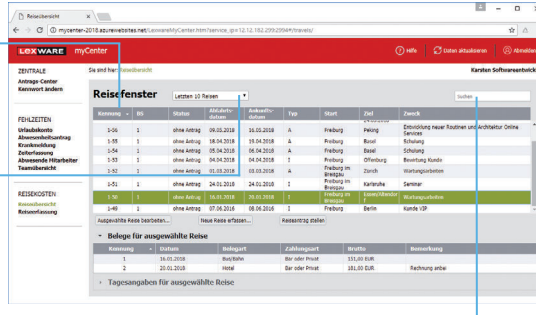 Reiseübersicht
mycenter-2018.azurewebsites.net/LexwareMyCenter.htm?service_ip=12.12.182.2992994#/travels/
LEXWARE myCenter
Hilfe
Daten aktualisieren
Abmelden
ZENTRALE
Antrags-Center
Kennwort ändern
FEHLZEITEN
Urlaubskonto
Abwesenheitsantrag
Krankmeldung
Zeiterfassung
Abwesende Mitarbeiter
Teamübersicht
REISEKOSTEN
Reiseübersicht
Reiseerfassung
Sie sind hier: Reiseübersicht
Karsten Softwareentwick
Reisefenster
Letzten 10 Reisen
Suchen
Kennung BS Status Abfahrts-datum Ankunfts-datum Typ Start Ziel Zweck
1-56 1 ohne Antrag 09.05.2018 16.05.2018 A Freiburg Peking Entwicklung neuer Routinen und Architektur Online Services
1-55 1 ohne Antrag 18.04.2018 19.04.2018 A Freiburg Basel Schulung
1-54 1 ohne Antrag 05.04.2018 06.04.2018 A Freiburg Basel Schulung
1-53 1 ohne Antrag 04.04.2018 04.04.2018 I Freiburg Offenburg Bewirtung Kunde
1-52 1 ohne Antrag 01.03.2018 03.03.2018 A Freiburg im Breisgau Zürich Wartungsarbeiten
1-51 1 ohne Antrag 24.01.2018 24.01.2018 I Freiburg im Breisgau Karlsruhe Seminar
1-50 1 ohne Antrag 16.01.2018 20.01.2018 I Wartungsarbeiten
1-49 1 ohne Antrag 07.06.2018 08.06.2018 I Freiburg Berlin Kunde VIP
Ausgewählte Reise bearbeiten...
Neue Reise erfassen...
Reiseantrag stellen
Belege für ausgewählte Reise
Kennung Datum Belegart Zahlungsart Brutto Bemerkung
1 16.01.2018 Bus/Bahn Bar oder Privat 151,00 EUR
2 20.01.2018 Hotel Bar oder Privat 181,00 EUR Rechnung anbei
Tagesangaben für ausgewählte Reise